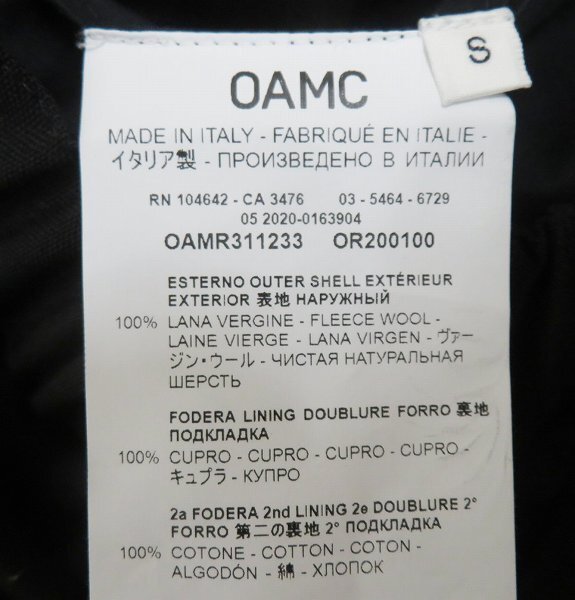 S
OAMC
MADE IN ITALY - FABRIQUÉ EN ITALIE -
イタリア製 - ПРОИЗВЕДЕНО В ИТАЛИИ
RN 104642 - CA 3476 03 - 5464 - 6729
05 2020-0163904
OAMR311233 OR200100
ESTERNO OUTER SHELL EXTÉRIEUR
EXTERIOR 表地 НАРУЖНЫЙ
100% LANA VERGINE - FLEECE WOOL -
LAINE VIERGE - LANA VIRGEN - ヴァー
ジン・ウール - ЧИСТАЯ НАТУРАЛЬНАЯ
ШЕРСТЬ
FODERA LINING DOUBLURE FORRO 裏地
ПОДКЛАДКА
100% CUPRO - CUPRO - CUPRO - CUPRO -
キュプラ - КУПРО
2a FODERA 2nd LINING 2e DOUBLURE 2°
FORRO 第二の裏地 2° ПОДКЛАДКА
100% COTONE - COTTON - COTON -
ALGODÓN - 綿 - ХЛОПОК